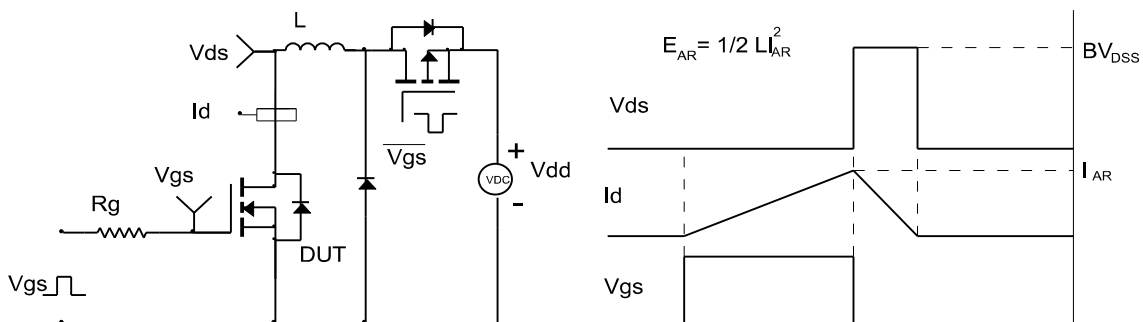 L
Vds
Id
Vgs
Vgs
+
VDC
Vdd
-
Rg
DUT
Vgs
E_AR = 1/2 LI_AR^2
BV_DSS
Vds
I_AR
Id
Vgs